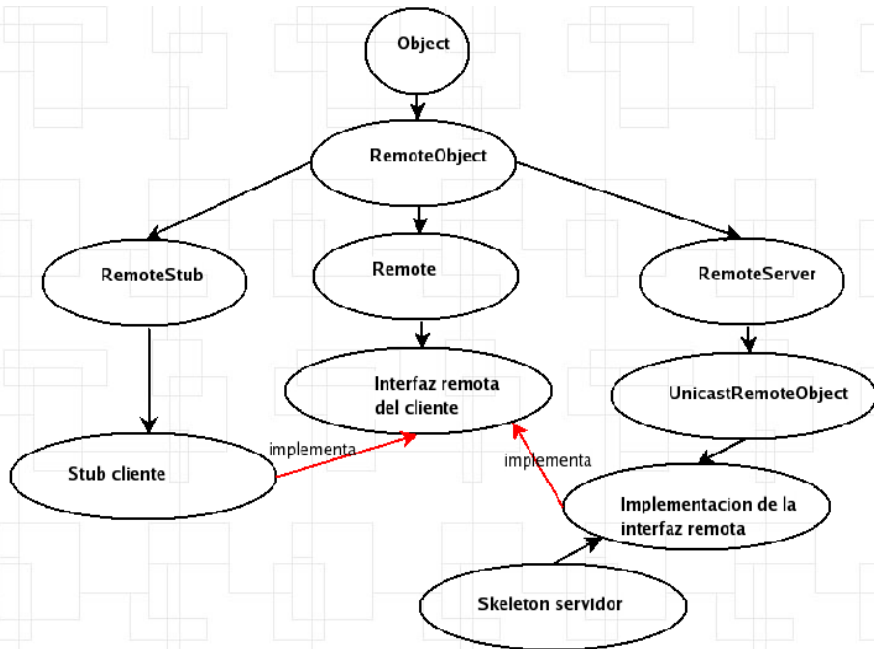 Object
RemoteObject
RemoteStub
Remote
RemoteServer
Interfaz remota
del cliente
UnicastRemoteObject
implementa
implementa
Stub cliente
Implementacion de la
interfaz remota
Skeleton servidor